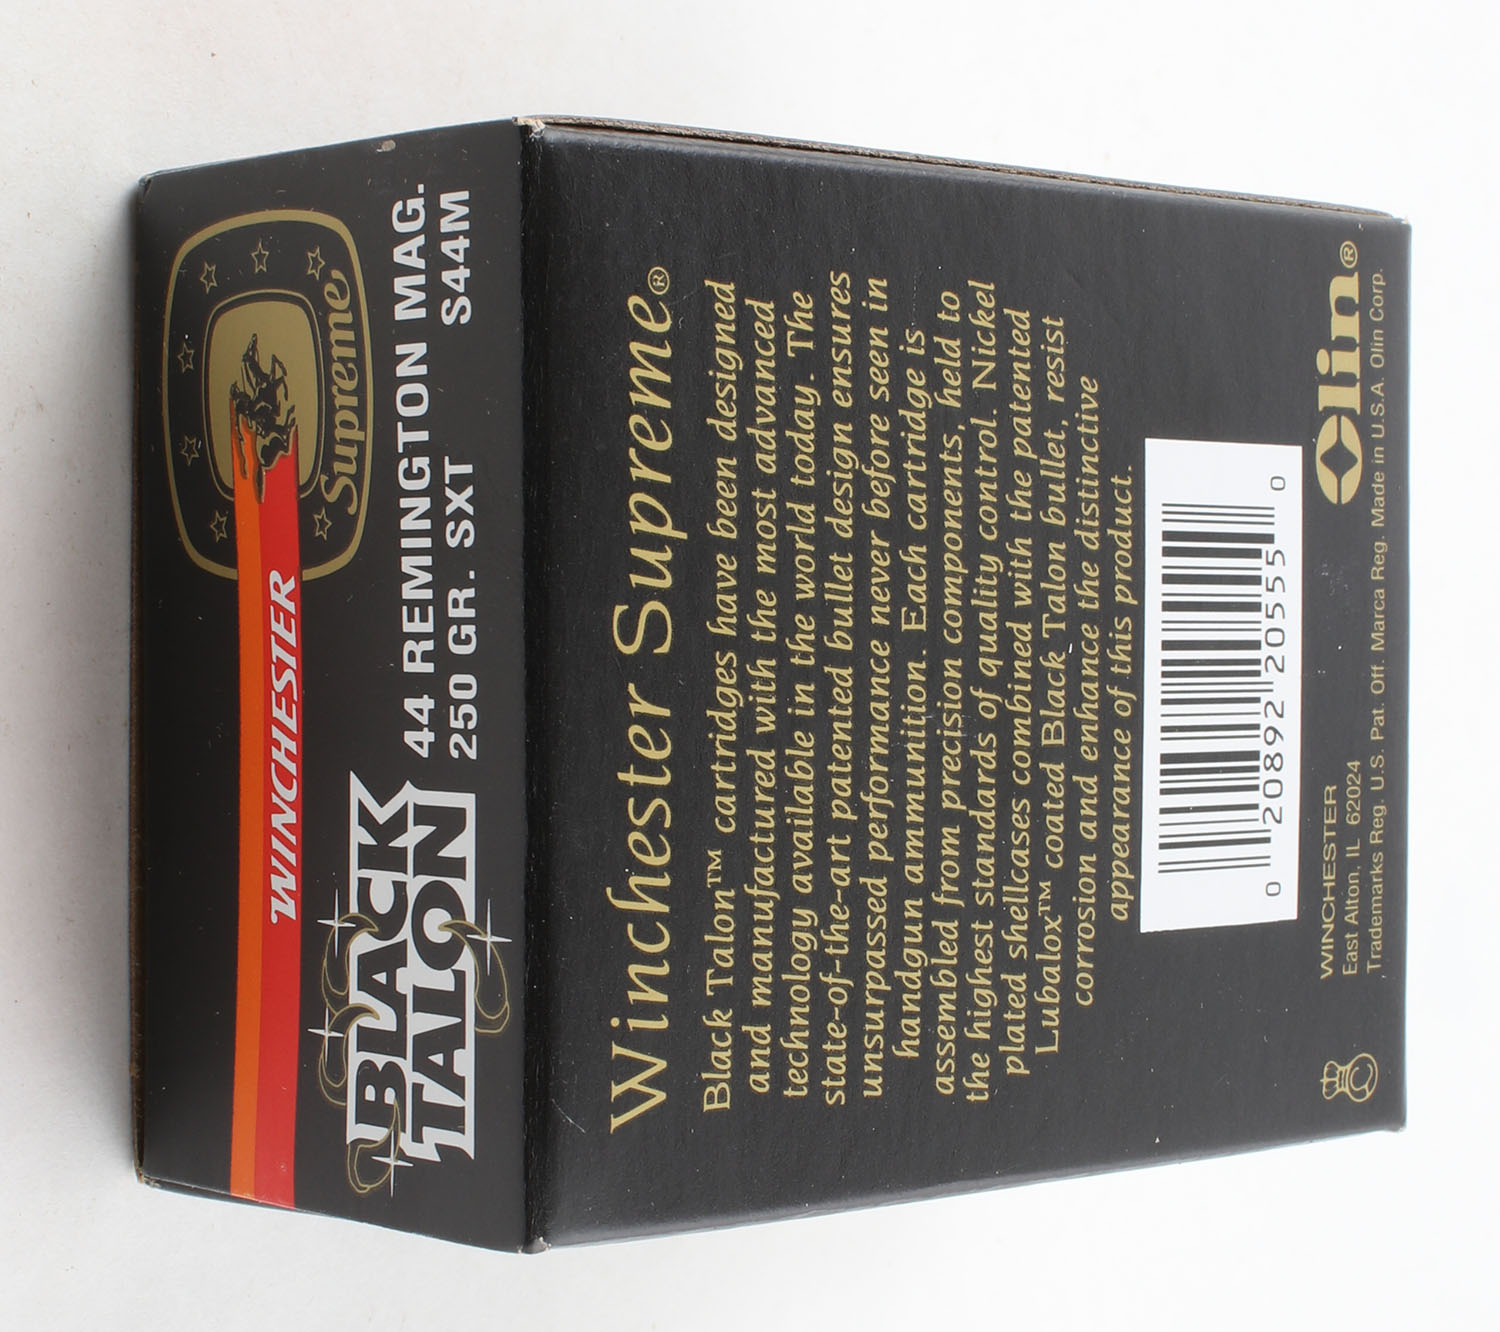 WINCHESTER
Supreme
BLACK
TALON
44 REMINGTON MAG.
250 GR. SXT S44M
Winchester Supreme®
Black Talon™ cartridges have been designed
and manufactured with the most advanced
technology available in the world today. The
state-of-the-art patented bullet design ensures
unsurpassed performance never before seen in
handgun ammunition. Each cartridge is
assembled from precision components, held to
the highest standards of quality control. Nickel
plated shellcases combined with the patented
Lubalox™ coated Black Talon bullet, resist
corrosion and enhance the distinctive
appearance of this product.
0 20892 20555 0
WINCHESTER
East Alton, IL 62024
Trademarks Reg. U.S. Pat. Off. Marca Reg. Made in U.S.A. Olin Corp.
Olin®